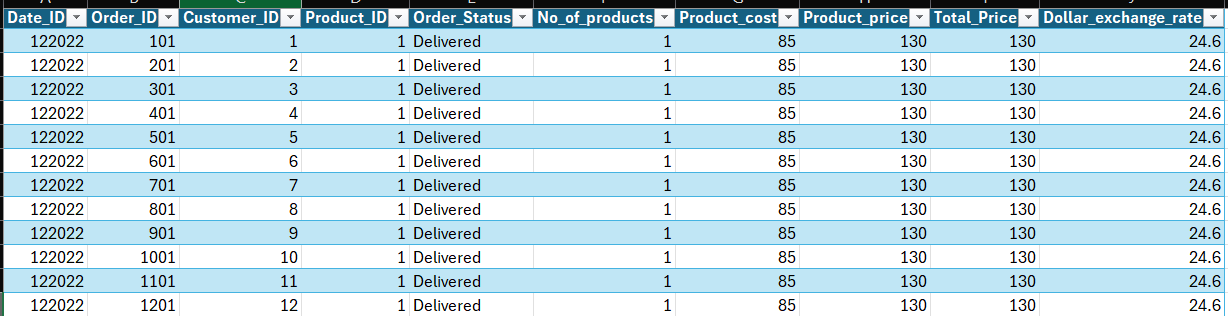 Date_ID Order_ID Customer_ID Product_ID Order_Status No_of_products Product_cost Product_price Total_Price Dollar_exchange_rate
122022 101 1 1 Delivered 1 85 130 130 24.6
122022 201 2 1 Delivered 1 85 130 130 24.6
122022 301 3 1 Delivered 1 85 130 130 24.6
122022 401 4 1 Delivered 1 85 130 130 24.6
122022 501 5 1 Delivered 1 85 130 130 24.6
122022 601 6 1 Delivered 1 85 130 130 24.6
122022 701 7 1 Delivered 1 85 130 130 24.6
122022 801 8 1 Delivered 1 85 130 130 24.6
122022 901 9 1 Delivered 1 85 130 130 24.6
122022 1001 10 1 Delivered 1 85 130 130 24.6
122022 1101 11 1 Delivered 1 85 130 130 24.6
122022 1201 12 1 Delivered 1 85 130 130 24.6